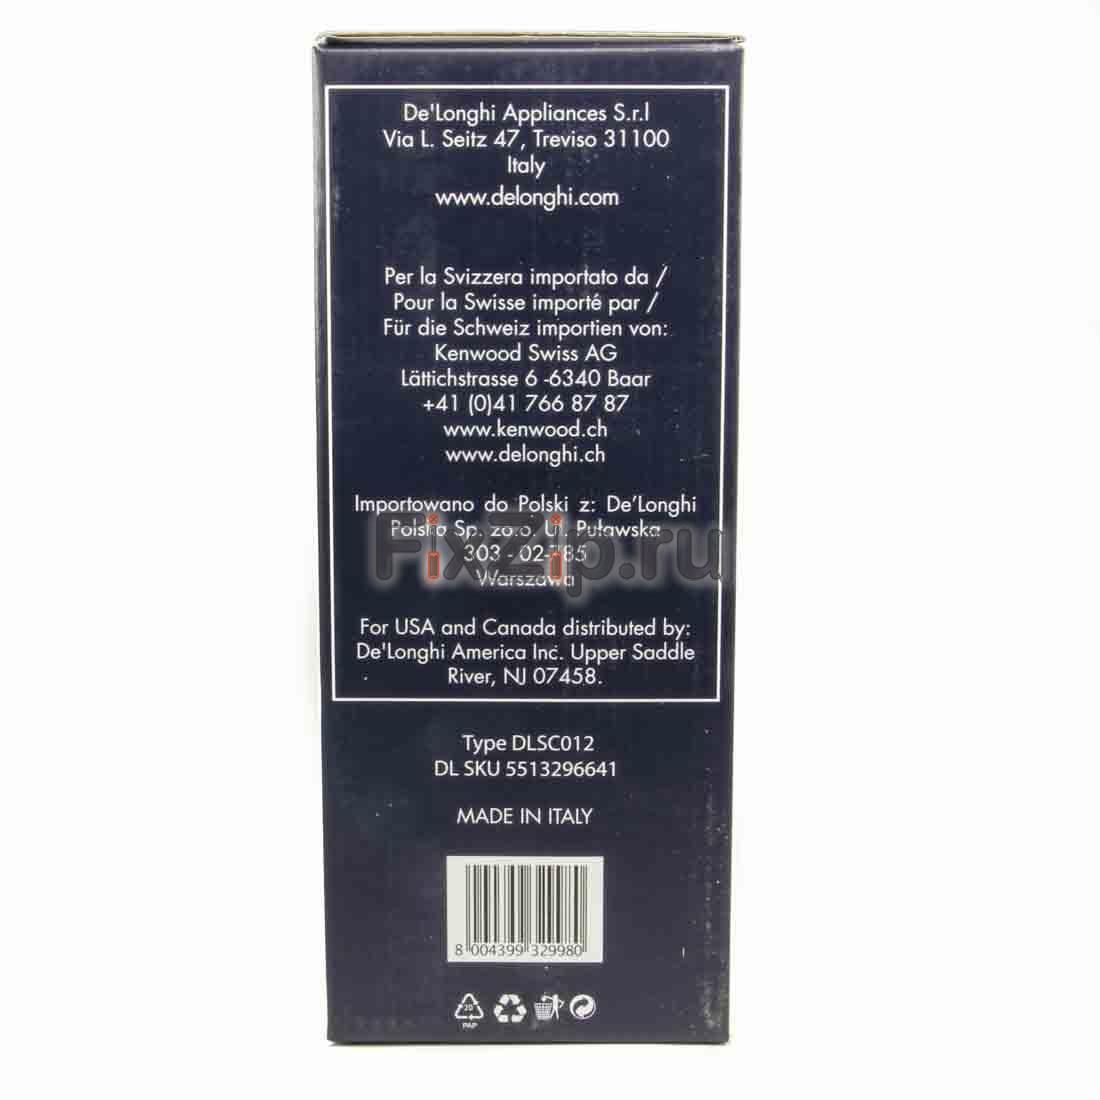 De'Longhi Appliances S.r.l
Via L. Seitz 47, Treviso 31100
Italy
www.delonghi.com
Per la Svizzera importato da /
Pour la Swisse importé par /
Für die Schweiz importien von:
Kenwood Swiss AG
Lättichstrasse 6 -6340 Baar
+41 (0)41 766 87 87
www.kenwood.ch
www.delonghi.ch
Importowano do Polski z: De'Longhi
Polska Sp. zo.o. Ul. Puławska
303 - 02-785
Warszawa
FixZip.ru
For USA and Canada distributed by:
De'Longhi America Inc. Upper Saddle
River, NJ 07458.
Type DLSC012
DL SKU 5513296641
MADE IN ITALY
8 004399 329980
20
PAP